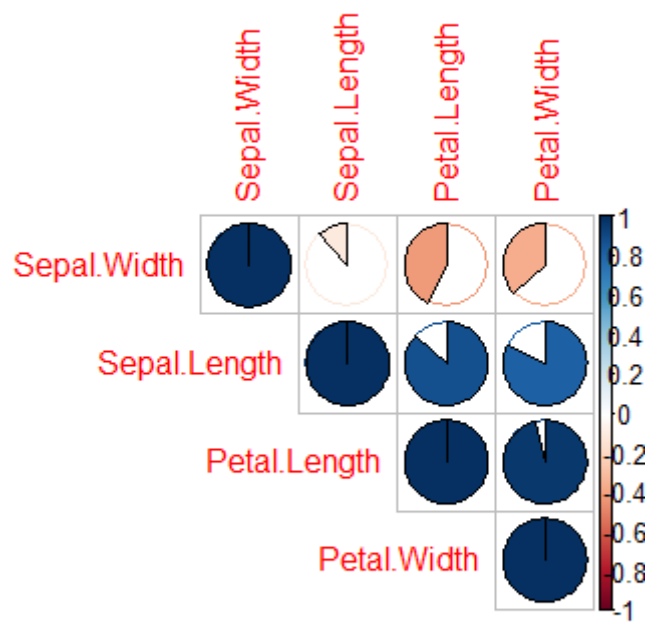 Sepal.Width
Sepal.Length
Petal.Length
Petal.Width
Sepal.Width
Sepal.Length
Petal.Length
Petal.Width
1
0.8
0.6
0.4
0.2
0
-0.2
-0.4
-0.6
-0.8
-1